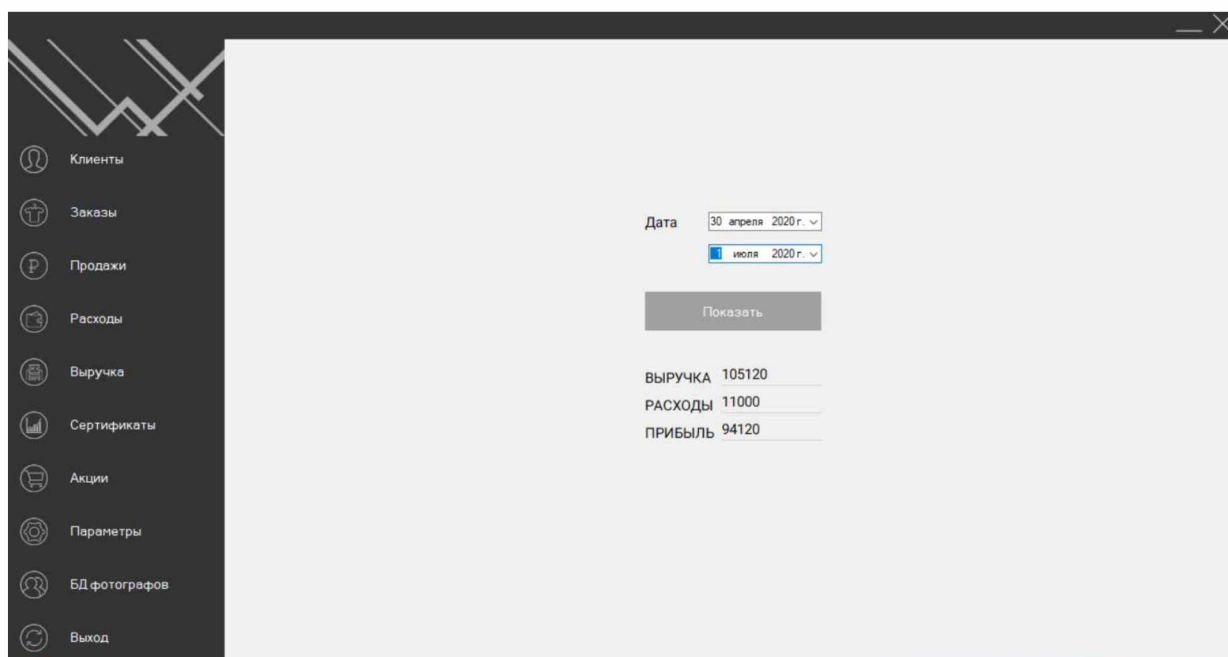 Клиенты
Заказы
Продажи
Расходы
Выручка
Сертификаты
Акции
Параметры
БД фотографов
Выход
Дата 30 апреля 2020 г.
1 июля 2020 г.
Показать
ВЫРУЧКА 105120
РАСХОДЫ 11000
ПРИБЫЛЬ 94120